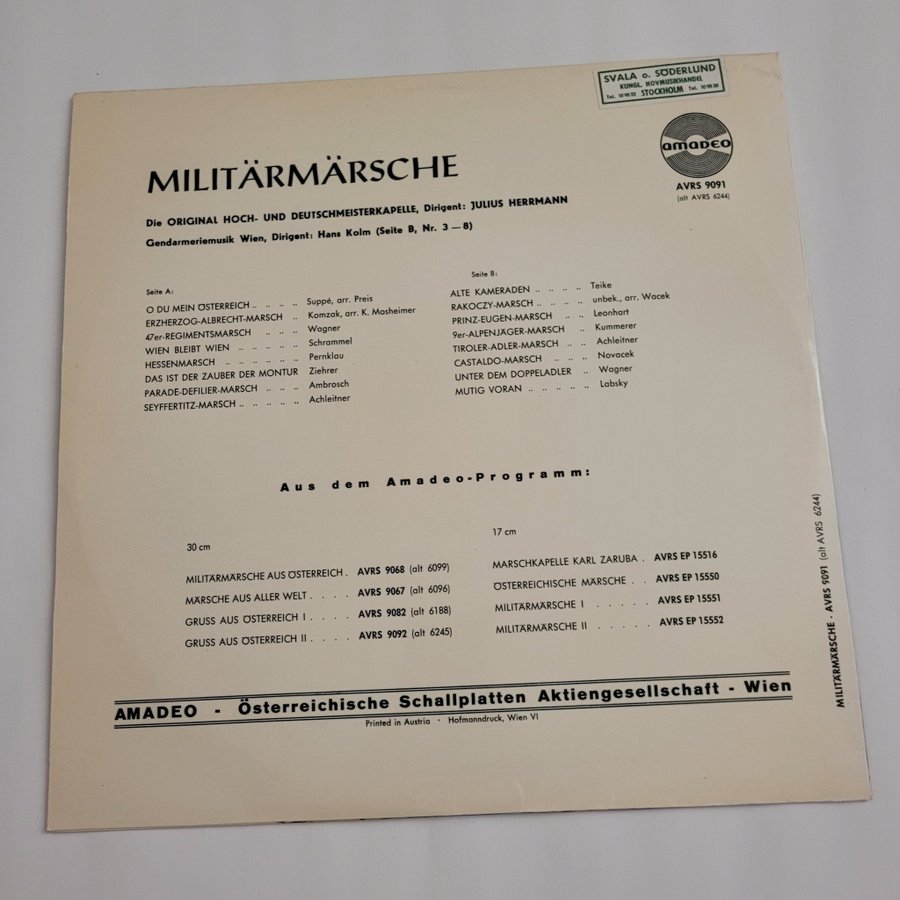 SVALA o. SÖDERLUND
KUNGL. HOVMUSIKHANDEL
Tel. 10 98 22 STOCKHOLM Tel. 10 98 30
amadeo
AVRS 9091
(alt AVRS 6244)
MILITÄRMÄRSCHE
Die ORIGINAL HOCH- UND DEUTSCHMEISTERKAPELLE, Dirigent: JULIUS HERRMANN
Gendarmeriemusik Wien, Dirigent: Hans Kolm (Seite B, Nr. 3 — 8)
Seite A:
O DU MEIN ÖSTERREICH .. .. .. .. Suppé, arr. Preis
ERZHERZOG-ALBRECHT-MARSCH .. Komzak, arr. K. Mosheimer
47er-REGIMENTSMARSCH .. .. .. Wagner
WIEN BLEIBT WIEN .. .. .. .. Schrammel
HESSENMARSCH .. .. .. .. .. Pernklau
DAS IST DER ZAUBER DER MONTUR Ziehrer
PARADE-DEFILIER-MARSCH .. .. .. Ambrosch
SEYFFERTITZ-MARSCH .. .. .. .. Achleitner
Seite B:
ALTE KAMERADEN .. .. .. .. Teike
RAKOCZY-MARSCH .. .. .. .. unbek., arr. Wacek
PRINZ-EUGEN-MARSCH .. .. Leonhart
9er-ALPENJÄGER-MARSCH .. Kummerer
TIROLER-ADLER-MARSCH .. .. Achleitner
CASTALDO-MARSCH .. .. .. Novacek
UNTER DEM DOPPELADLER .. Wagner
MUTIG VORAN .. .. .. .. .. Labsky
Aus dem Amadeo-Programm:
30 cm
MILITÄRMÄRSCHE AUS ÖSTERREICH . AVRS 9068 (alt 6099)
MÄRSCHE AUS ALLER WELT . . . . AVRS 9067 (alt 6096)
GRUSS AUS ÖSTERREICH I . . . . AVRS 9082 (alt 6188)
GRUSS AUS ÖSTERREICH II . . . . AVRS 9092 (alt 6245)
17 cm
MARSCHKAPELLE KARL ZARUBA . AVRS EP 15516
ÖSTERREICHISCHE MÄRSCHE . . AVRS EP 15550
MILITÄRMÄRSCHE I . . . . . AVRS EP 15551
MILITÄRMÄRSCHE II . . . . . AVRS EP 15552
AMADEO - Österreichische Schallplatten Aktiengesellschaft - Wien
Printed in Austria · Hofmanndruck, Wien VI
MILITÄRMÄRSCHE · AVRS 9091 (alt AVRS 6244)